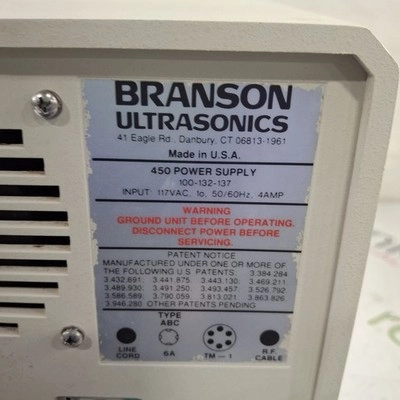 BRANSON
ULTRASONICS
41 Eagle Rd., Danbury, CT 06813-1961
Made in U.S.A.
450 POWER SUPPLY
100-132-137
INPUT: 117VAC, 1o, 50/60Hz, 4AMP
WARNING
GROUND UNIT BEFORE OPERATING.
DISCONNECT POWER BEFORE
SERVICING.
PATENT NOTICE
MANUFACTURED UNDER ONE OR MORE OF
THE FOLLOWING U.S. PATENTS: 3.384.284
3.432.691; 3.441.875; 3.443.130; 3.469.211;
3.489.930; 3.491.250; 3.493.457; 3.526.792
3.586.589; 3.790.059; 3.813.021; 3.863.826;
3.946.280 OTHER PATENTS PENDING.
TYPE
ABC
LINE
CORD
6A
TM-1
R.F.
CABLE